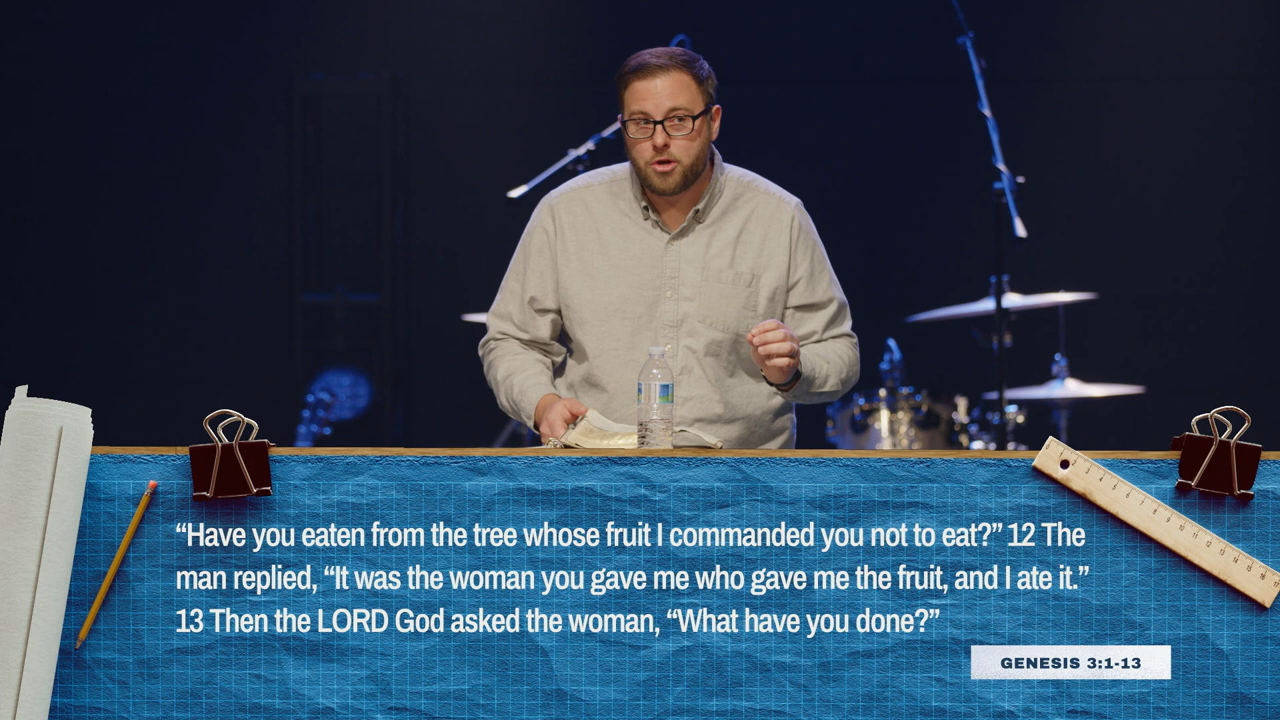 “Have you eaten from the tree whose fruit I commanded you not to eat?” 12 The
man replied, “It was the woman you gave me who gave me the fruit, and I ate it.”
13 Then the LORD God asked the woman, “What have you done?”
GENESIS 3:1-13